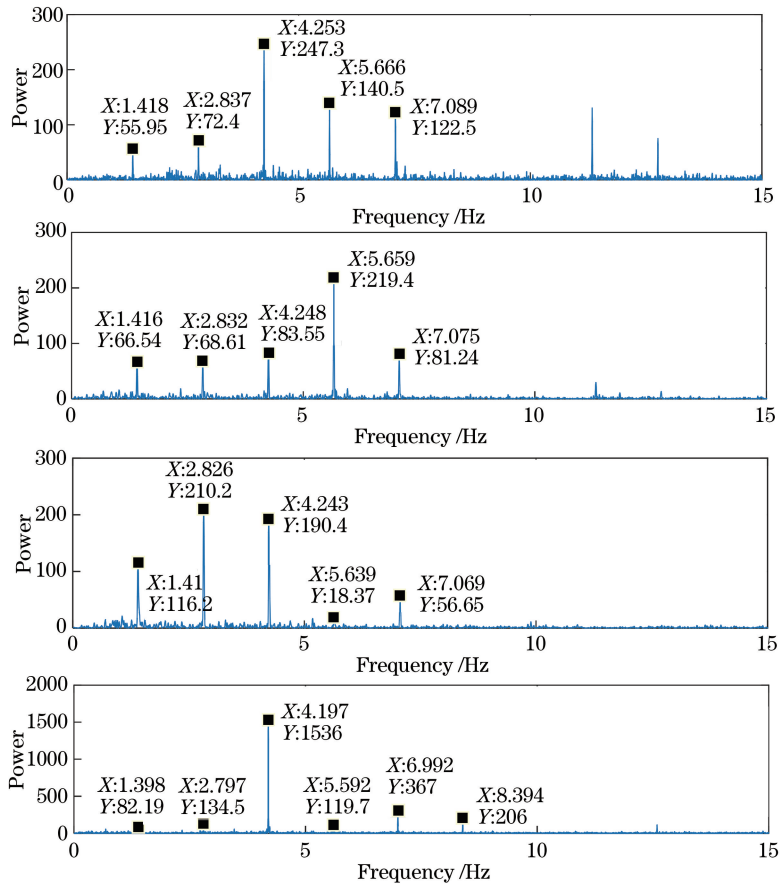 300
X:4.253
Y:247.3
200
X:5.666
Y:140.5
X:2.837
Y:72.4
X:1.418
Y:55.95
X:7.089
Y:122.5
100
0
Power
0 5 10 15
Frequency /Hz
300
X:5.659
Y:219.4
200
X:1.416
Y:66.54
X:2.832
Y:68.61
X:4.248
Y:83.55
X:7.075
Y:81.24
100
0
Power
0 5 10 15
Frequency /Hz
300
X:2.826
Y:210.2
200
X:4.243
Y:190.4
100
X:1.41
Y:116.2
X:5.639
Y:18.37
X:7.069
Y:56.65
0
Power
0 5 10 15
Frequency /Hz
2000
1500
X:4.197
Y:1536
1000
X:1.398
Y:82.19
X:2.797
Y:134.5
X:5.592
Y:119.7
X:6.992
Y:367
X:8.394
Y:206
500
0
Power
0 5 10 15
Frequency /Hz